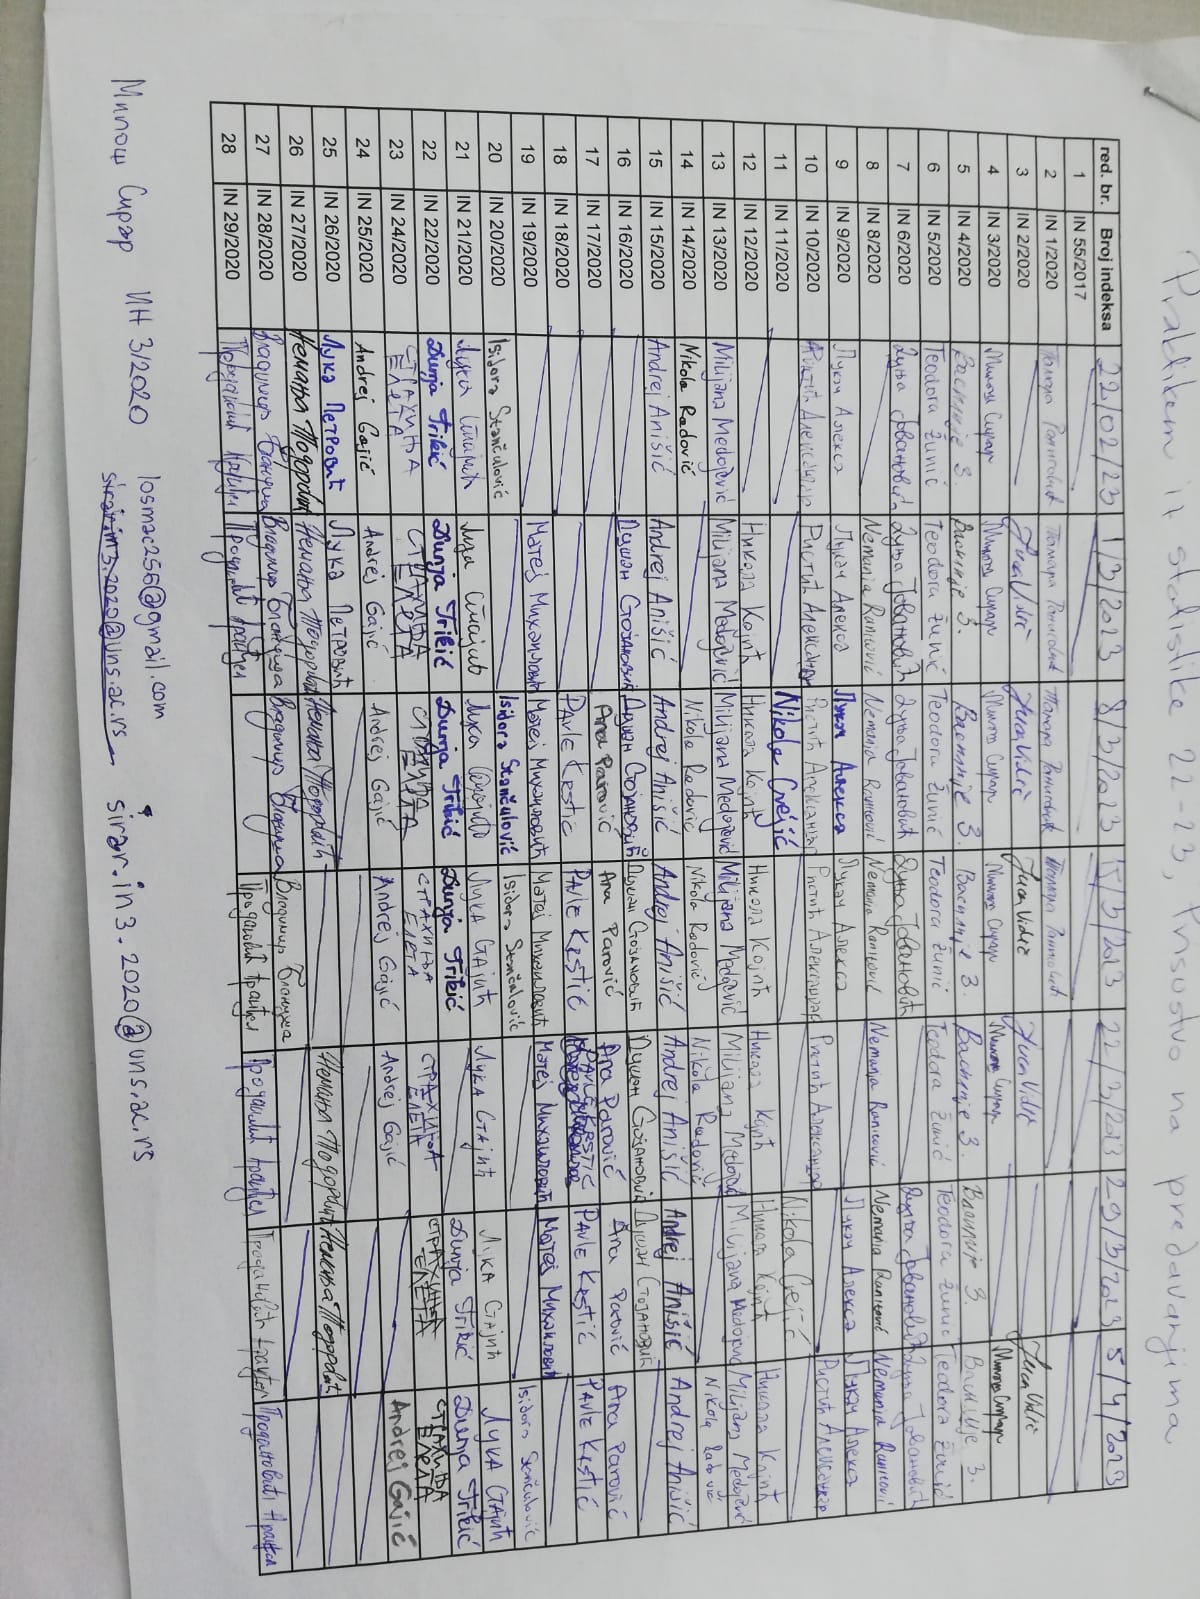 Praktikum iz statistike 22-23, Prisustvo na predavanjima
red. br. Broj indeksa 22/02/23 1/3/2023 8/3/2023 15/3/2023 22/3/2023 29/3/2023 5/4/2023
1 IN 55/2017
2 IN 1/2020 Тамара Ранисовић Тамара Ранисовић Тамара Ранисовић Тамара Ранисовић
3 IN 2/2020 Juca Vidić Juca Vidić Juca Vidić Juca Vidić Juca Vidić
4 IN 3/2020 Милош Сирар Милош Сирар Милош Сирар Милош Сирар Милош Сирар Милош Сирар
5 IN 4/2020 Василије З. Василије З. Василије З. Василије З. Василије З. Василије З. Василије З.
6 IN 5/2020 Teodora Žunić Teodora Žunić Teodora Žunić Teodora Žunić Teodora Žunić Teodora Žunić Teodora Žunić
7 IN 6/2020 Дуња Јовановић Дуња Јовановић Дуња Јовановић Дуња Јовановић Дуња Јовановић Дуња Јовановић
8 IN 8/2020 Nemanja Ranitović Nemanja Ranitović Nemanja Ranitović Nemanja Ranitović Nemanja Ranitović Nemanja Ranitović
9 IN 9/2020 Лукач Алекса Лукач Алекса Лукач Алекса Лукач Алекса Лукач Алекса Лукач Алекса
10 IN 10/2020 Ристић Александар Ристић Александар Ристић Александар Ристић Александар Ристић Александар Ристић Александар
11 IN 11/2020 Nikola Cvejić Nikola Cvejić
12 IN 12/2020 Никола Којић Никола Којић Никола Којић Никола Којић Никола Којић Никола Којић
13 IN 13/2020 Milijana Medojević Milijana Medojević Milijana Medojević Milijana Medojević Milijana Medojević Milijana Medojević Milijana Medojević
14 IN 14/2020 Nikola Radović Nikola Radović Nikola Radović Nikola Radović Nikola Radović
15 IN 15/2020 Andrej Anišić Andrej Anišić Andrej Anišić Andrej Anišić Andrej Anišić Andrej Anišić Andrej Anišić
16 IN 16/2020 Душан Стојановић Душан Стојановић Душан Стојановић Душан Стојановић Душан Стојановић
17 IN 17/2020 Ana Parović Ana Parović Ana Parović Ana Parović Ana Parović
18 IN 18/2020 PAVLE KRSTIĆ PAVLE KRSTIĆ PAVLE KRSTIĆ PAVLE KRSTIĆ PAVLE KRSTIĆ
19 IN 19/2020 Матеј Михаиловић Матеј Михаиловић Матеј Михаиловић Матеј Михаиловић Матеј Михаиловић
20 IN 20/2020 Isidora Stančulović Isidora Stančulović Isidora Stančulović Isidora Stančulović
21 IN 21/2020 Лука Стајић Лука Стајић Лука Стајић Лука Стајић Лука Стајић Лука Стајић Лука Стајић
22 IN 22/2020 Dunja Trikić Dunja Trikić Dunja Trikić Dunja Trikić Dunja Trikić Dunja Trikić
23 IN 24/2020 СТРАХИЊА ЕЛЕТА СТРАХИЊА ЕЛЕТА СТРАХИЊА ЕЛЕТА СТРАХИЊА ЕЛЕТА СТРАХИЊА ЕЛЕТА СТРАХИЊА ЕЛЕТА СТРАХИЊА ЕЛЕТА
24 IN 25/2020 Andrej Gajić Andrej Gajić Andrej Gajić Andrej Gajić Andrej Gajić Andrej Gajić
25 IN 26/2020 Лука Петровић Лука Петровић
26 IN 27/2020 Немања Тодоровић Немања Тодоровић Немања Тодоровић Немања Тодоровић Немања Тодоровић
27 IN 28/2020 Владимир Блануша Владимир Блануша Владимир Блануша Владимир Блануша
28 IN 29/2020 Продановић Аранђел Продановић Аранђел Продановић Аранђел Продановић Аранђел Продановић Аранђел Продановић Аранђел
Милош Сирар ИН 3/2020 losmac256@gmail.com
sirar.in3.2020@uns.ac.rs sirar.in3.2020@uns.ac.rs